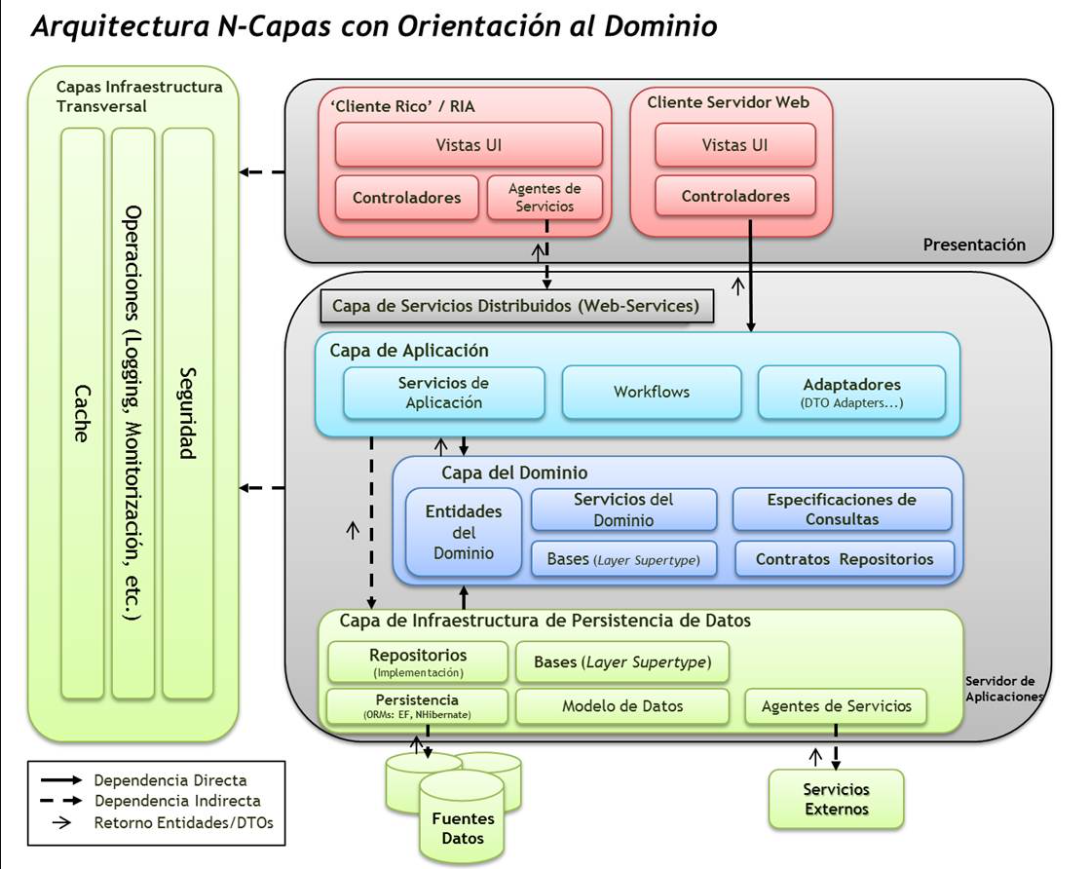 Arquitectura N-Capas con Orientación al Dominio
Capas Infraestructura
Transversal
Cache
Operaciones (Logging, Monitorización, etc.)
Seguridad
‘Cliente Rico’ / RIA
Vistas UI
Controladores
Agentes de
Servicios
Cliente Servidor Web
Vistas UI
Controladores
Presentación
Capa de Servicios Distribuidos (Web-Services)
Capa de Aplicación
Servicios de
Aplicación
Workflows
Adaptadores
(DTO Adapters...)
Capa del Dominio
Entidades
del
Dominio
Servicios del
Dominio
Especificaciones de
Consultas
Bases (Layer Supertype)
Contratos Repositorios
Capa de Infraestructura de Persistencia de Datos
Repositorios
(Implementación)
Bases (Layer Supertype)
Persistencia
(ORMs: EF, NHibernate)
Modelo de Datos
Agentes de Servicios
Servidor de
Aplicaciones
Fuentes
Datos
Servicios
Externos
Dependencia Directa
Dependencia Indirecta
Retorno Entidades/DTOs